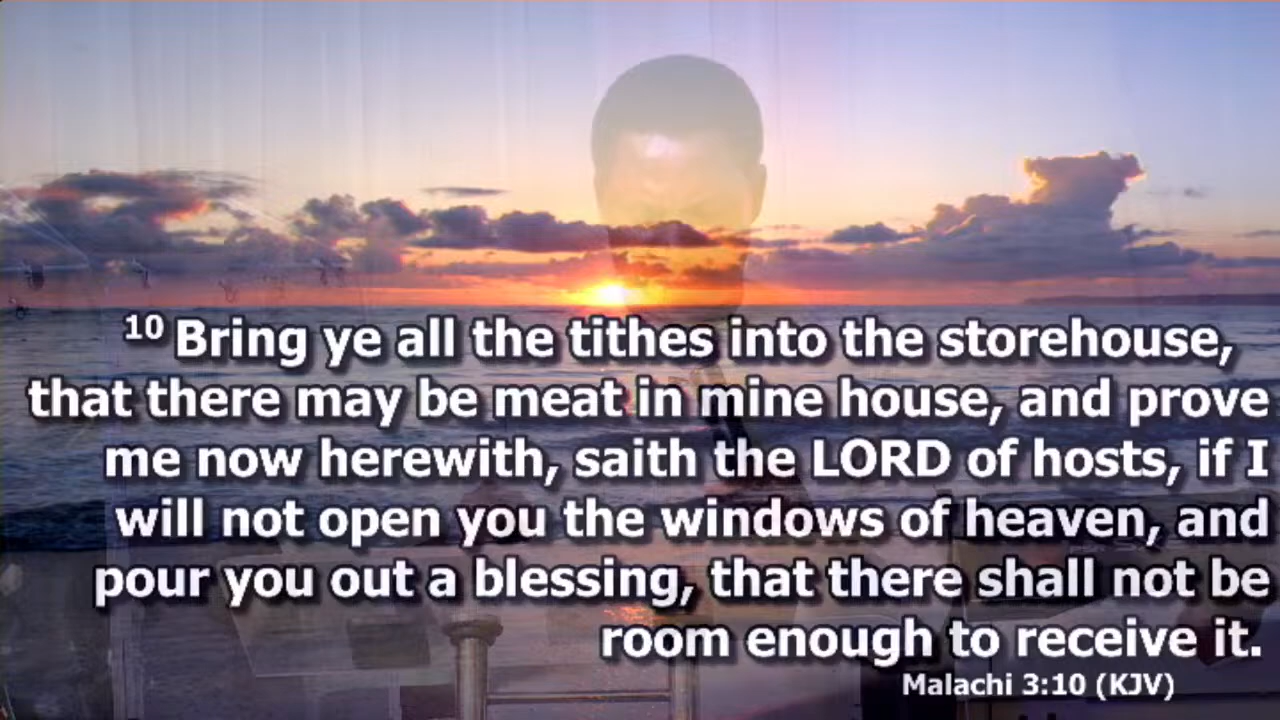 10 Bring ye all the tithes into the storehouse,
that there may be meat in mine house, and prove
me now herewith, saith the LORD of hosts, if I
will not open you the windows of heaven, and
pour you out a blessing, that there shall not be
room enough to receive it.
Malachi 3:10 (KJV)